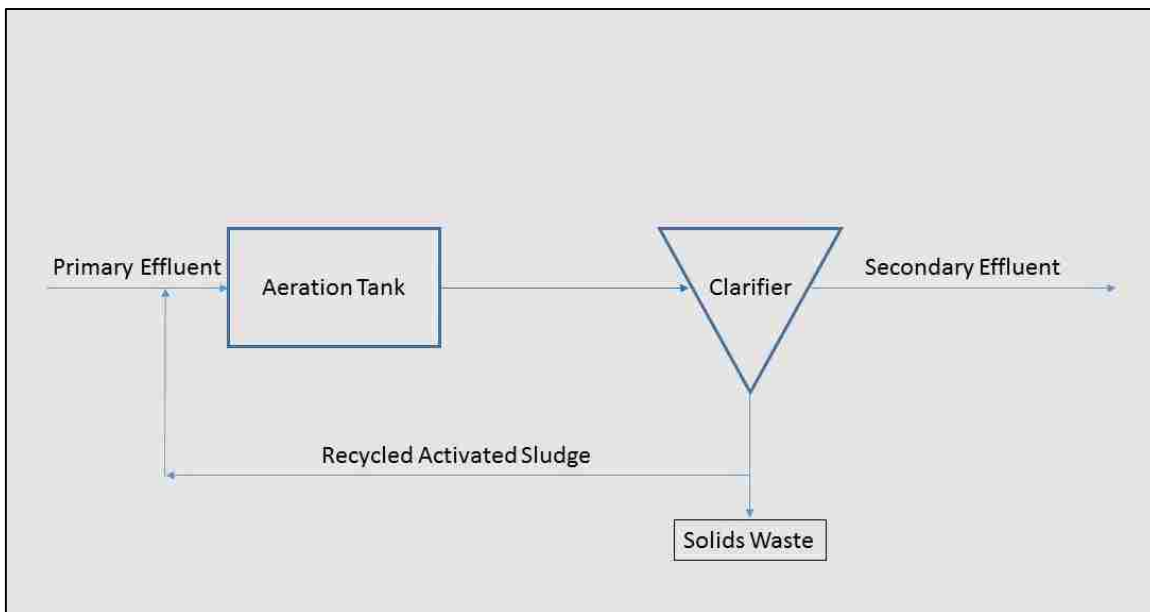 Primary Effluent
Aeration Tank
Clarifier
Secondary Effluent
Recycled Activated Sludge
Solids Waste